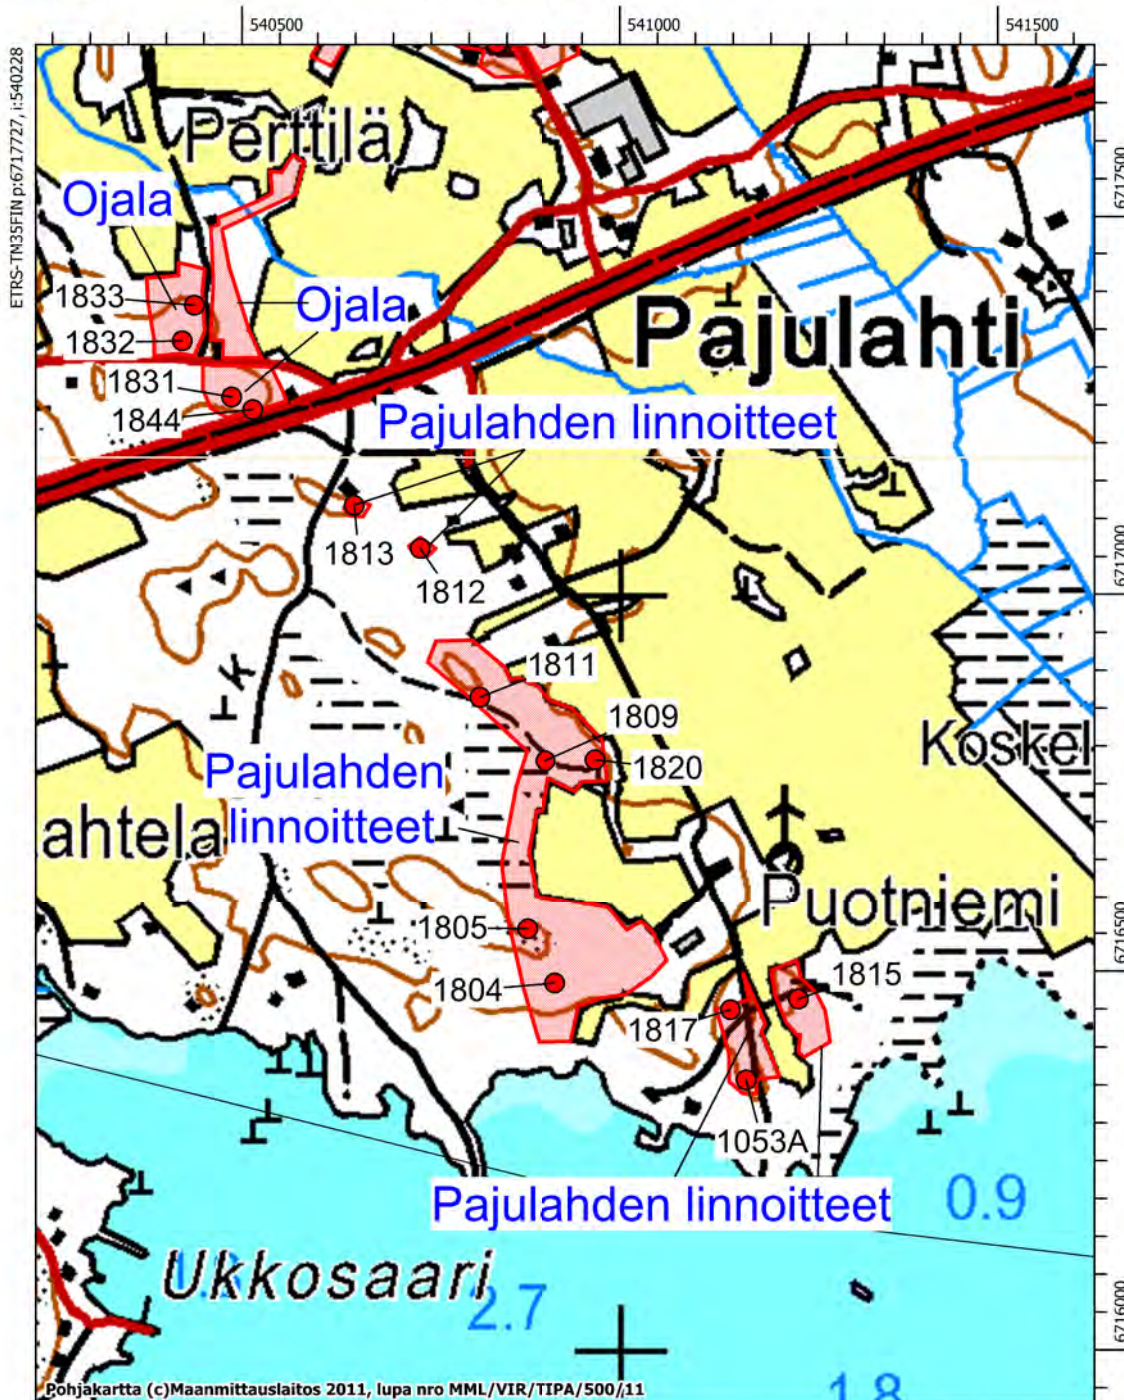 540500
541000
541500
ETRS-TM35FIN p:6717727, i:540228
Perttilä
6717500
Ojala
1833
Ojala
1832
Pajulahti
1831
1844
Pajulahden linnoitteet
1813
1812
6717000
K
1811
1809
Koskel
1820
Pajulahden
linnoitteet
ahtela
Puotniemi
1805
6716500
1815
1804
1817
1053A
Pajulahden linnoitteet
0.9
Ukkosaari
2.7
6716000
1.8
Pohjakartta (c)Maanmittauslaitos 2011, lupa nro MML/VIR/TIPA/500/11